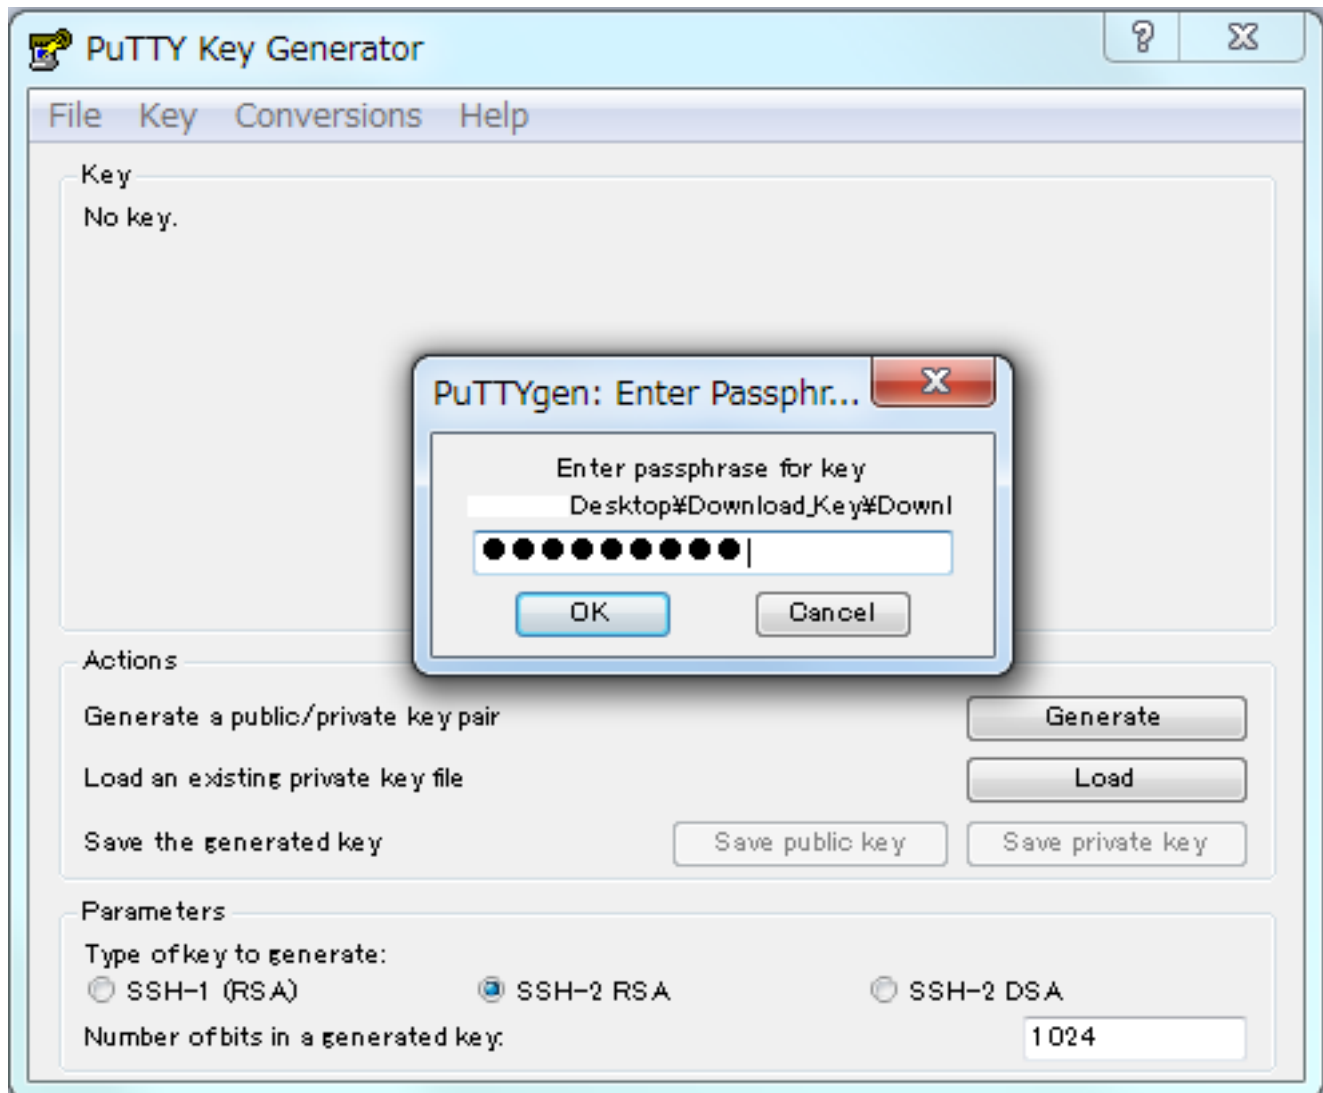 PuTTY Key Generator
File Key Conversions Help
Key
No key.
PuTTYgen: Enter Passphr...
Enter passphrase for key
Desktop¥Download_Key¥Downl
●●●●●●●●●
OK Cancel
Actions
Generate a public/private key pair Generate
Load an existing private key file Load
Save the generated key Save public key Save private key
Parameters
Type of key to generate:
SSH-1 (RSA) SSH-2 RSA SSH-2 DSA
Number of bits in a generated key: 1024